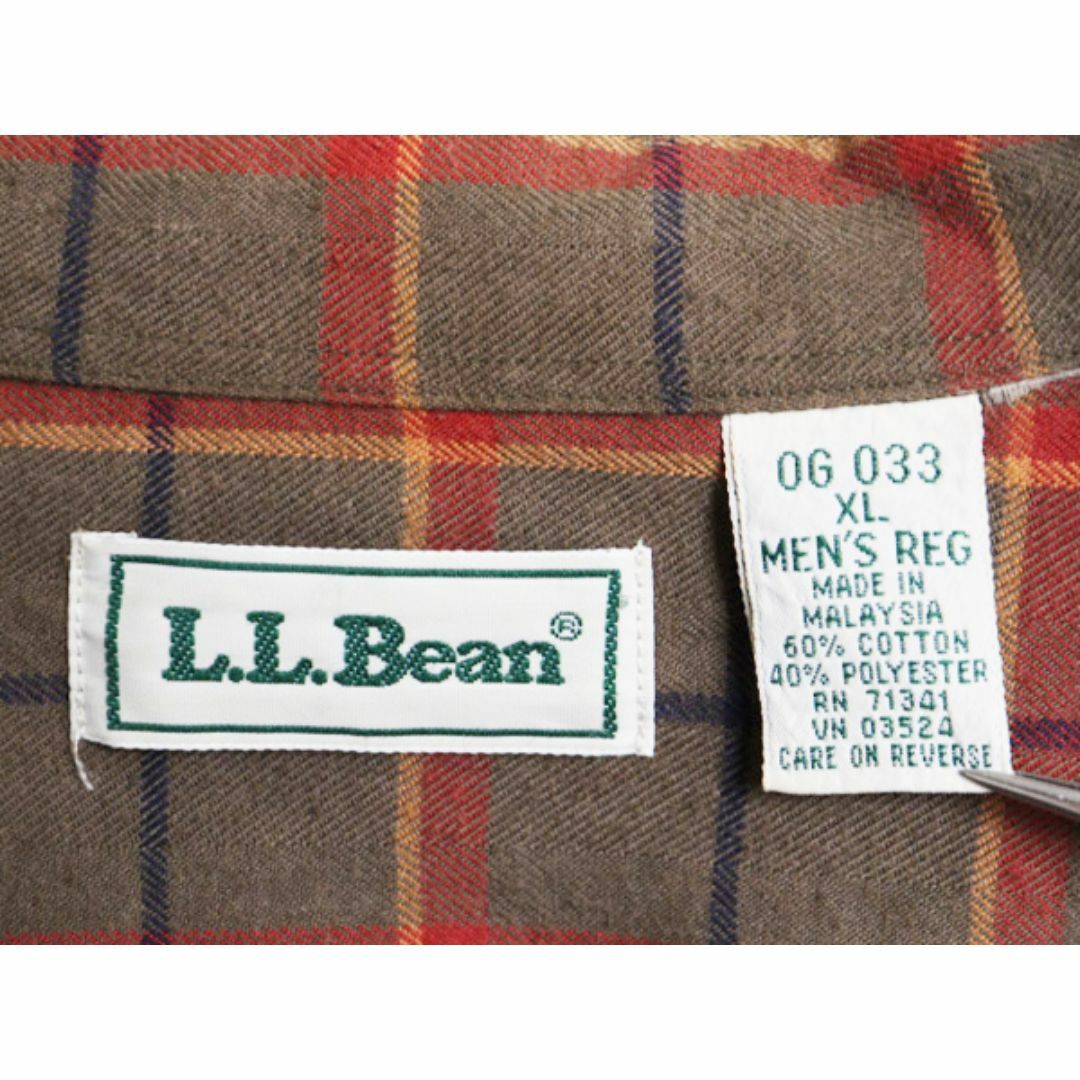 L.L.Bean®
OG 033
XL
MEN'S REG
MADE IN
MALAYSIA
60% COTTON
40% POLYESTER
RN 71341
VN 03524
CARE ON REVERSE